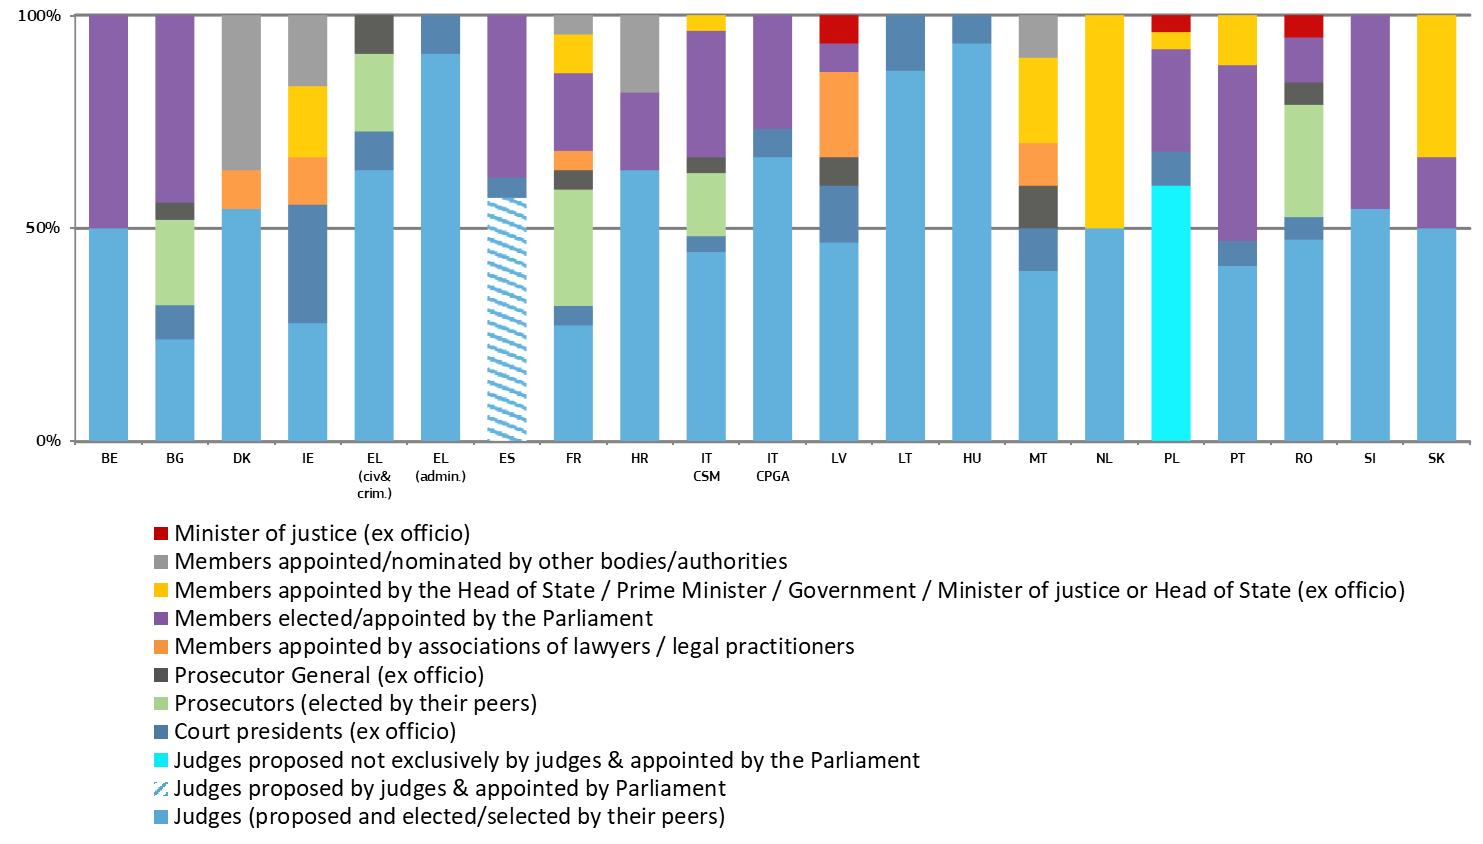 100%
50%
0%
BE BG DK IE EL EL ES FR HR IT IT LV LT HU MT NL PL PT RO SI SK
(civ& (admin.) CSM CPGA
crim.)
Minister of justice (ex officio)
Members appointed/nominated by other bodies/authorities
Members appointed by the Head of State / Prime Minister / Government / Minister of justice or Head of State (ex officio)
Members elected/appointed by the Parliament
Members appointed by associations of lawyers / legal practitioners
Prosecutor General (ex officio)
Prosecutors (elected by their peers)
Court presidents (ex officio)
Judges proposed not exclusively by judges & appointed by the Parliament
Judges proposed by judges & appointed by Parliament
Judges (proposed and elected/selected by their peers)